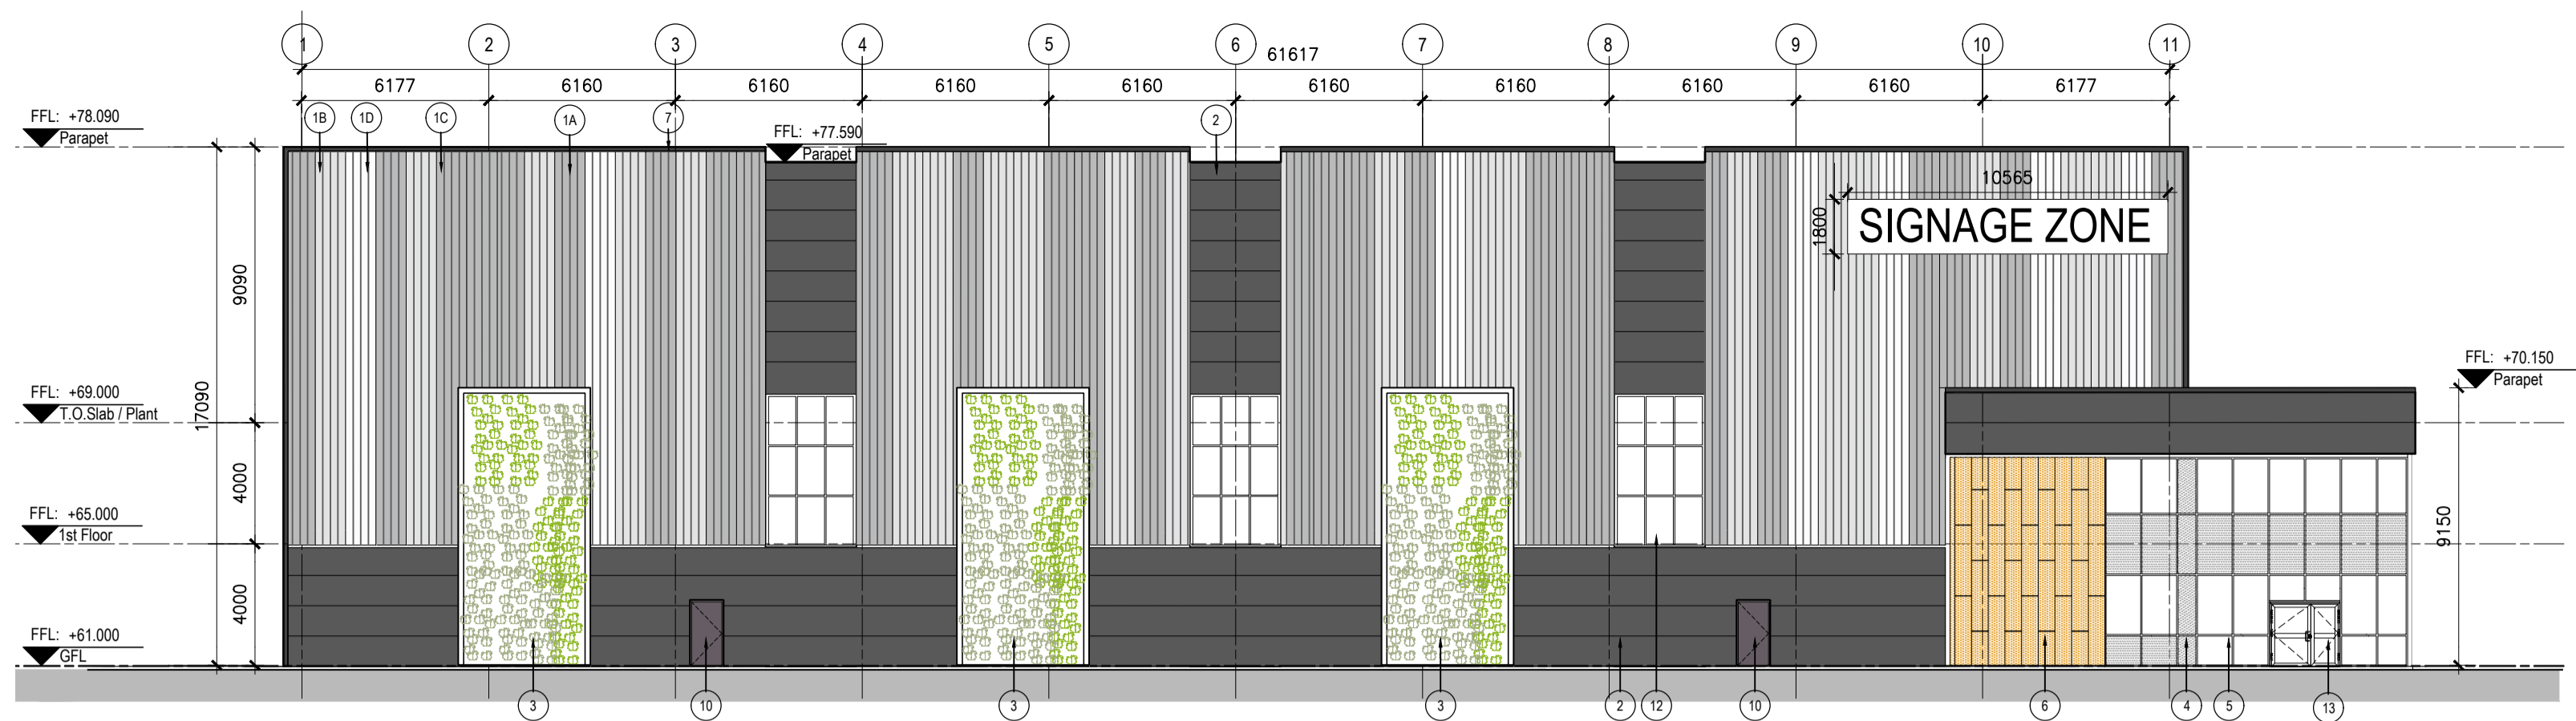 1 2 3 4 5 6 7 8 9 10 11
61617
6177 6160 6160 6160 6160 6160 6160 6160 6160 6177
FFL: +78.090
Parapet
1B 1D 1C 1A 7 2
FFL: +77.590
Parapet
10565
1800
SIGNAGE ZONE
9090
17090
FFL: +70.150
Parapet
FFL: +69.000
T.O.Slab / Plant
4000
FFL: +65.000
1st Floor
9150
4000
FFL: +61.000
GFL
3 10 3 3 2 12 10 6 4 5 13